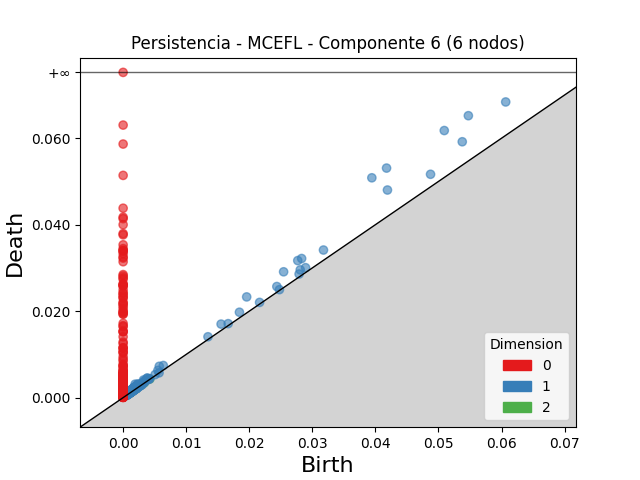 Persistencia - MCEFL - Componente 6 (6 nodos)
+∞
0.060
0.040
0.020
0.000
Death
0.00 0.01 0.02 0.03 0.04 0.05 0.06 0.07
Birth
Dimension
0
1
2